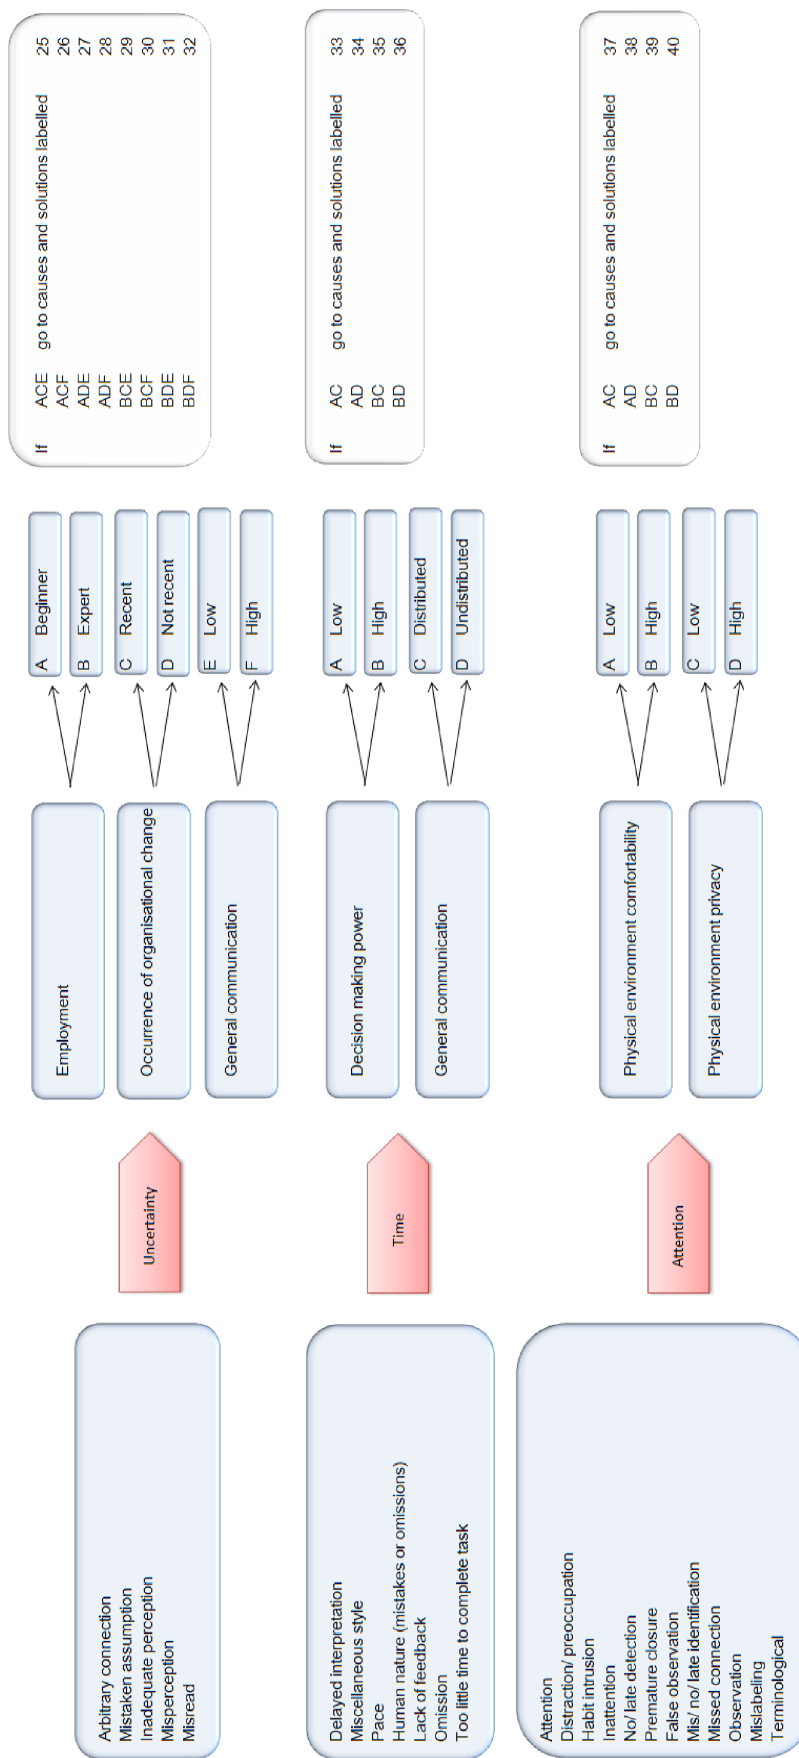 Arbitrary connection
Mistaken assumption
Inadequate perception
Misperception
Misread
Uncertainty
Employment
Occurrence of organisational change
General communication
A Beginner
B Expert
C Recent
D Not recent
E Low
F High
If ACE go to causes and solutions labelled 25
ACF 26
ADE 27
ADF 28
BCE 29
BCF 30
BDE 31
BDF 32
Delayed interpretation
Miscellaneous style
Pace
Human nature (mistakes or omissions)
Lack of feedback
Omission
Too little time to complete task
Time
Decision making power
General communication
A Low
B High
C Distributed
D Undistributed
If AC go to causes and solutions labelled 33
AD 34
BC 35
BD 36
Attention
Distraction/ preoccupation
Habit intrusion
Inattention
No/ late detection
Premature closure
False observation
Mis/ no/ late identification
Missed connection
Observation
Mislabeling
Terminological
Attention
Physical environment comfortability
Physical environment privacy
A Low
B High
C Low
D High
If AC go to causes and solutions labelled 37
AD 38
BC 39
BD 40